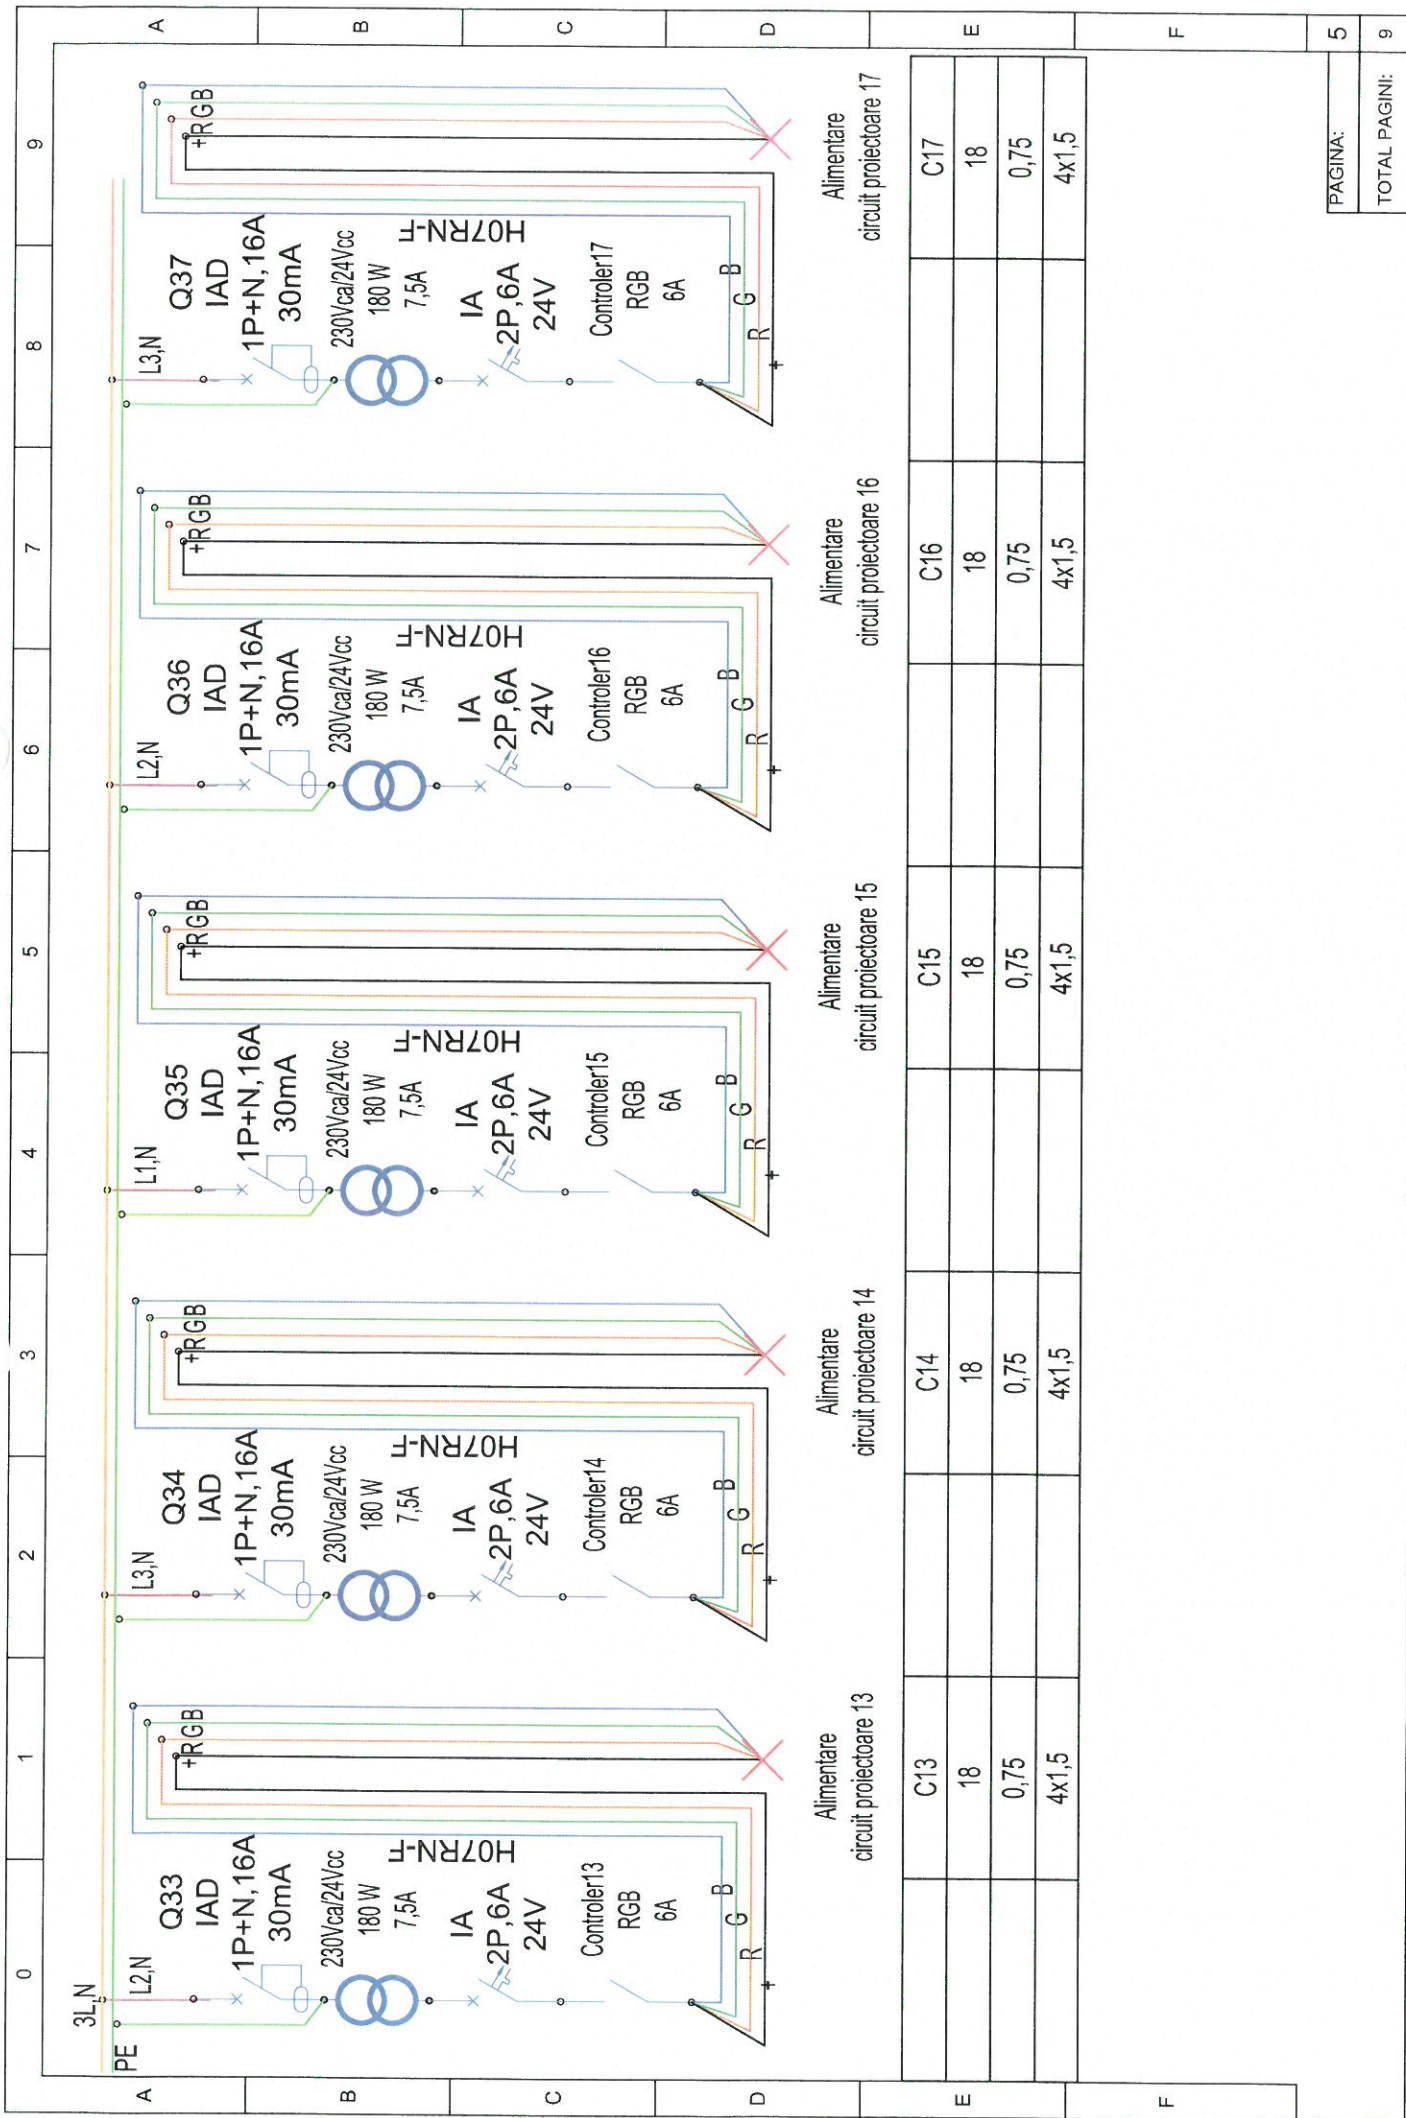 0 1 2 3 4 5 6 7 8 9
A
B
C
D
E
F
A
B
C
D
E
F
3L,N
PE
L2,N
Q33
IAD
1P+N,16A
30mA
230Vca/24Vcc
180 W
7,5A
H07RN-F
IA
2P,6A
24V
Controler13
RGB
6A
R G B
+
+RGB
Alimentare
circuit proiectoare 13
L3,N
Q34
IAD
1P+N,16A
30mA
230Vca/24Vcc
180 W
7,5A
H07RN-F
IA
2P,6A
24V
Controler14
RGB
6A
R G B
+
+RGB
Alimentare
circuit proiectoare 14
L1,N
Q35
IAD
1P+N,16A
30mA
230Vca/24Vcc
180 W
7,5A
H07RN-F
IA
2P,6A
24V
Controler15
RGB
6A
R G B
+
+RGB
Alimentare
circuit proiectoare 15
L2,N
Q36
IAD
1P+N,16A
30mA
230Vca/24Vcc
180 W
7,5A
H07RN-F
IA
2P,6A
24V
Controler16
RGB
6A
R G B
+
+RGB
Alimentare
circuit proiectoare 16
L3,N
Q37
IAD
1P+N,16A
30mA
230Vca/24Vcc
180 W
7,5A
H07RN-F
IA
2P,6A
24V
Controler17
RGB
6A
R G B
+
+RGB
Alimentare
circuit proiectoare 17
C13 C14 C15 C16 C17
18 18 18 18 18
0,75 0,75 0,75 0,75 0,75
4x1,5 4x1,5 4x1,5 4x1,5 4x1,5
PAGINA: 5
TOTAL PAGINI: 9